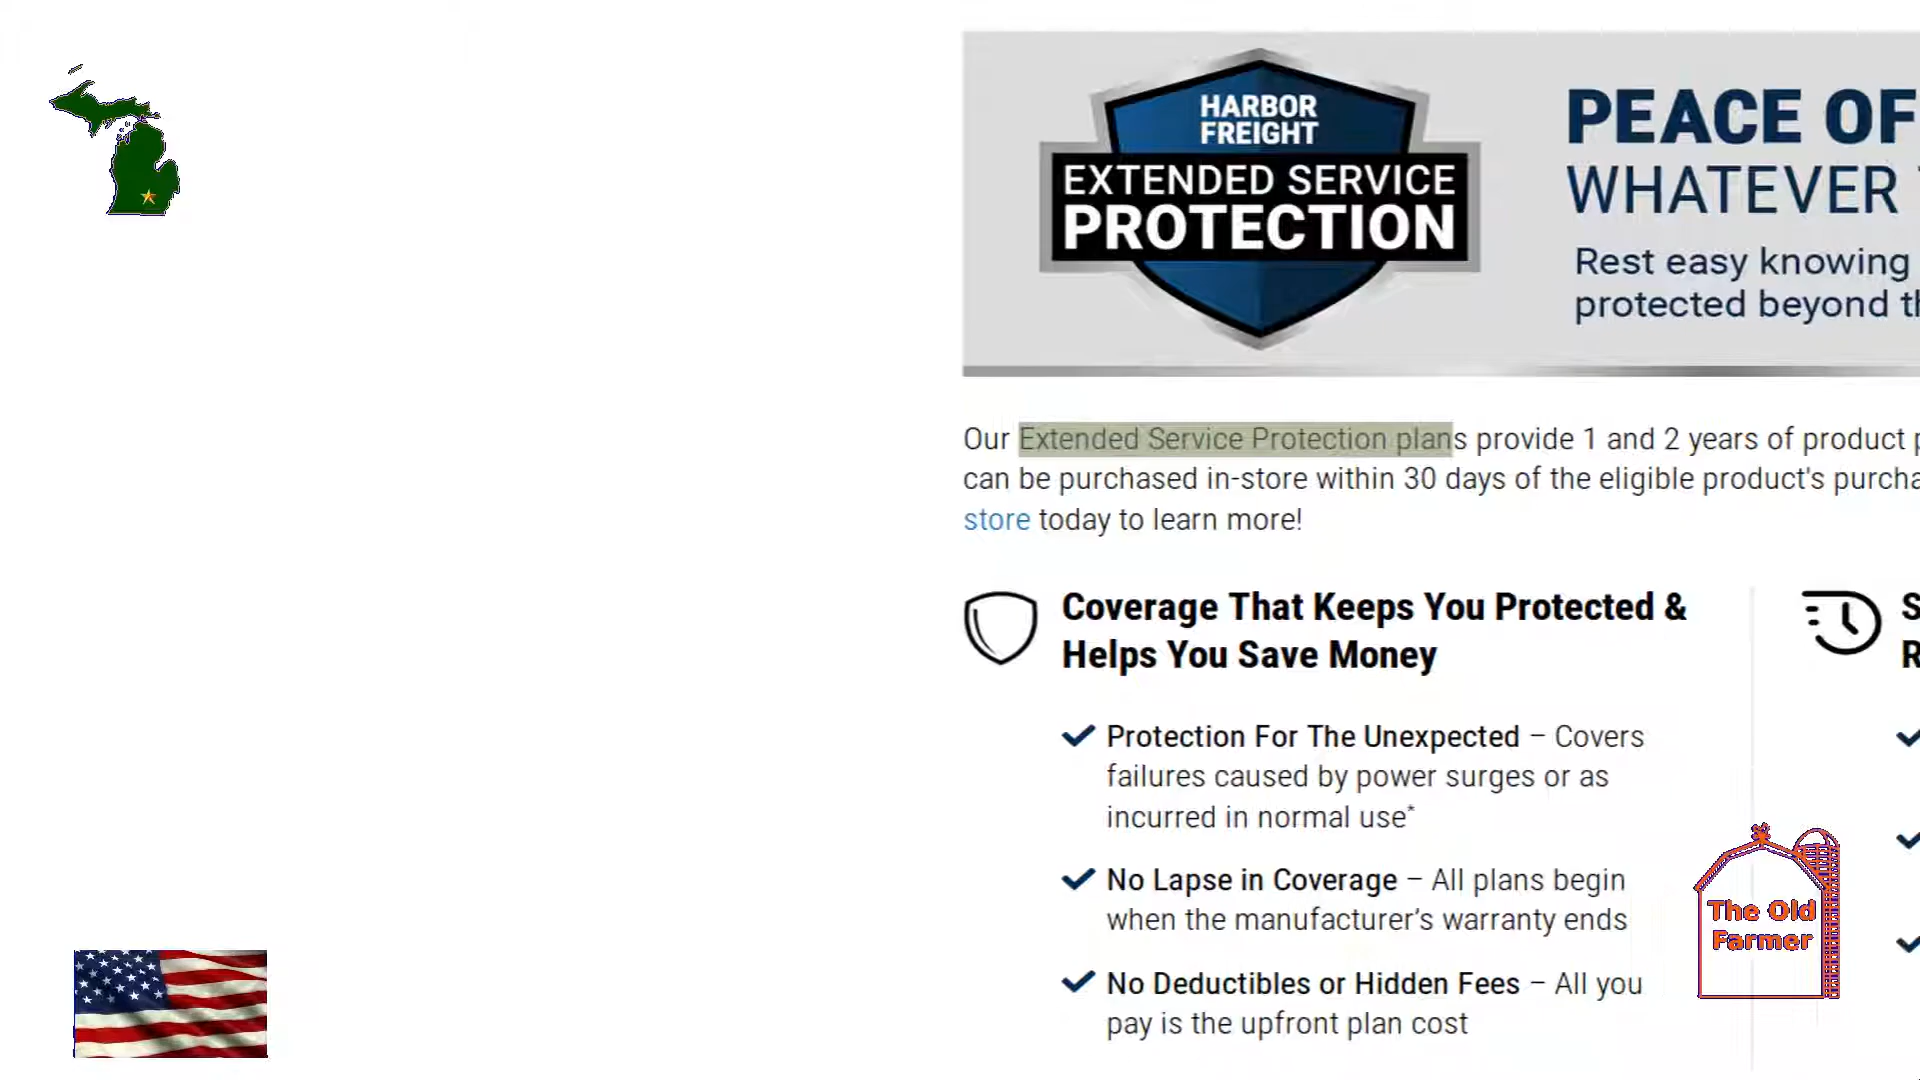 HARBOR
FREIGHT
EXTENDED SERVICE
PROTECTION
PEACE OF
WHATEVER
Rest easy knowing
protected beyond
Our Extended Service Protection plans provide 1 and 2 years of product
can be purchased in-store within 30 days of the eligible product's
store today to learn more!
Coverage That Keeps You Protected &
Helps You Save Money
Protection For The Unexpected – Covers
failures caused by power surges or as
incurred in normal use*
No Lapse in Coverage – All plans begin
when the manufacturer’s warranty ends
No Deductibles or Hidden Fees – All you
pay is the upfront plan cost
The Old
Farmer